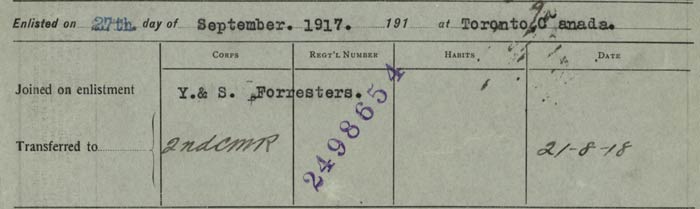 Enlisted on 27th. day of September. 1917. 191 at Toronto, Canada.
CORPS REGT'L NUMBER HABITS DATE
Joined on enlistment Y.& S. Forresters.
2498654
Transferred to 2nd CMR 21-8-18